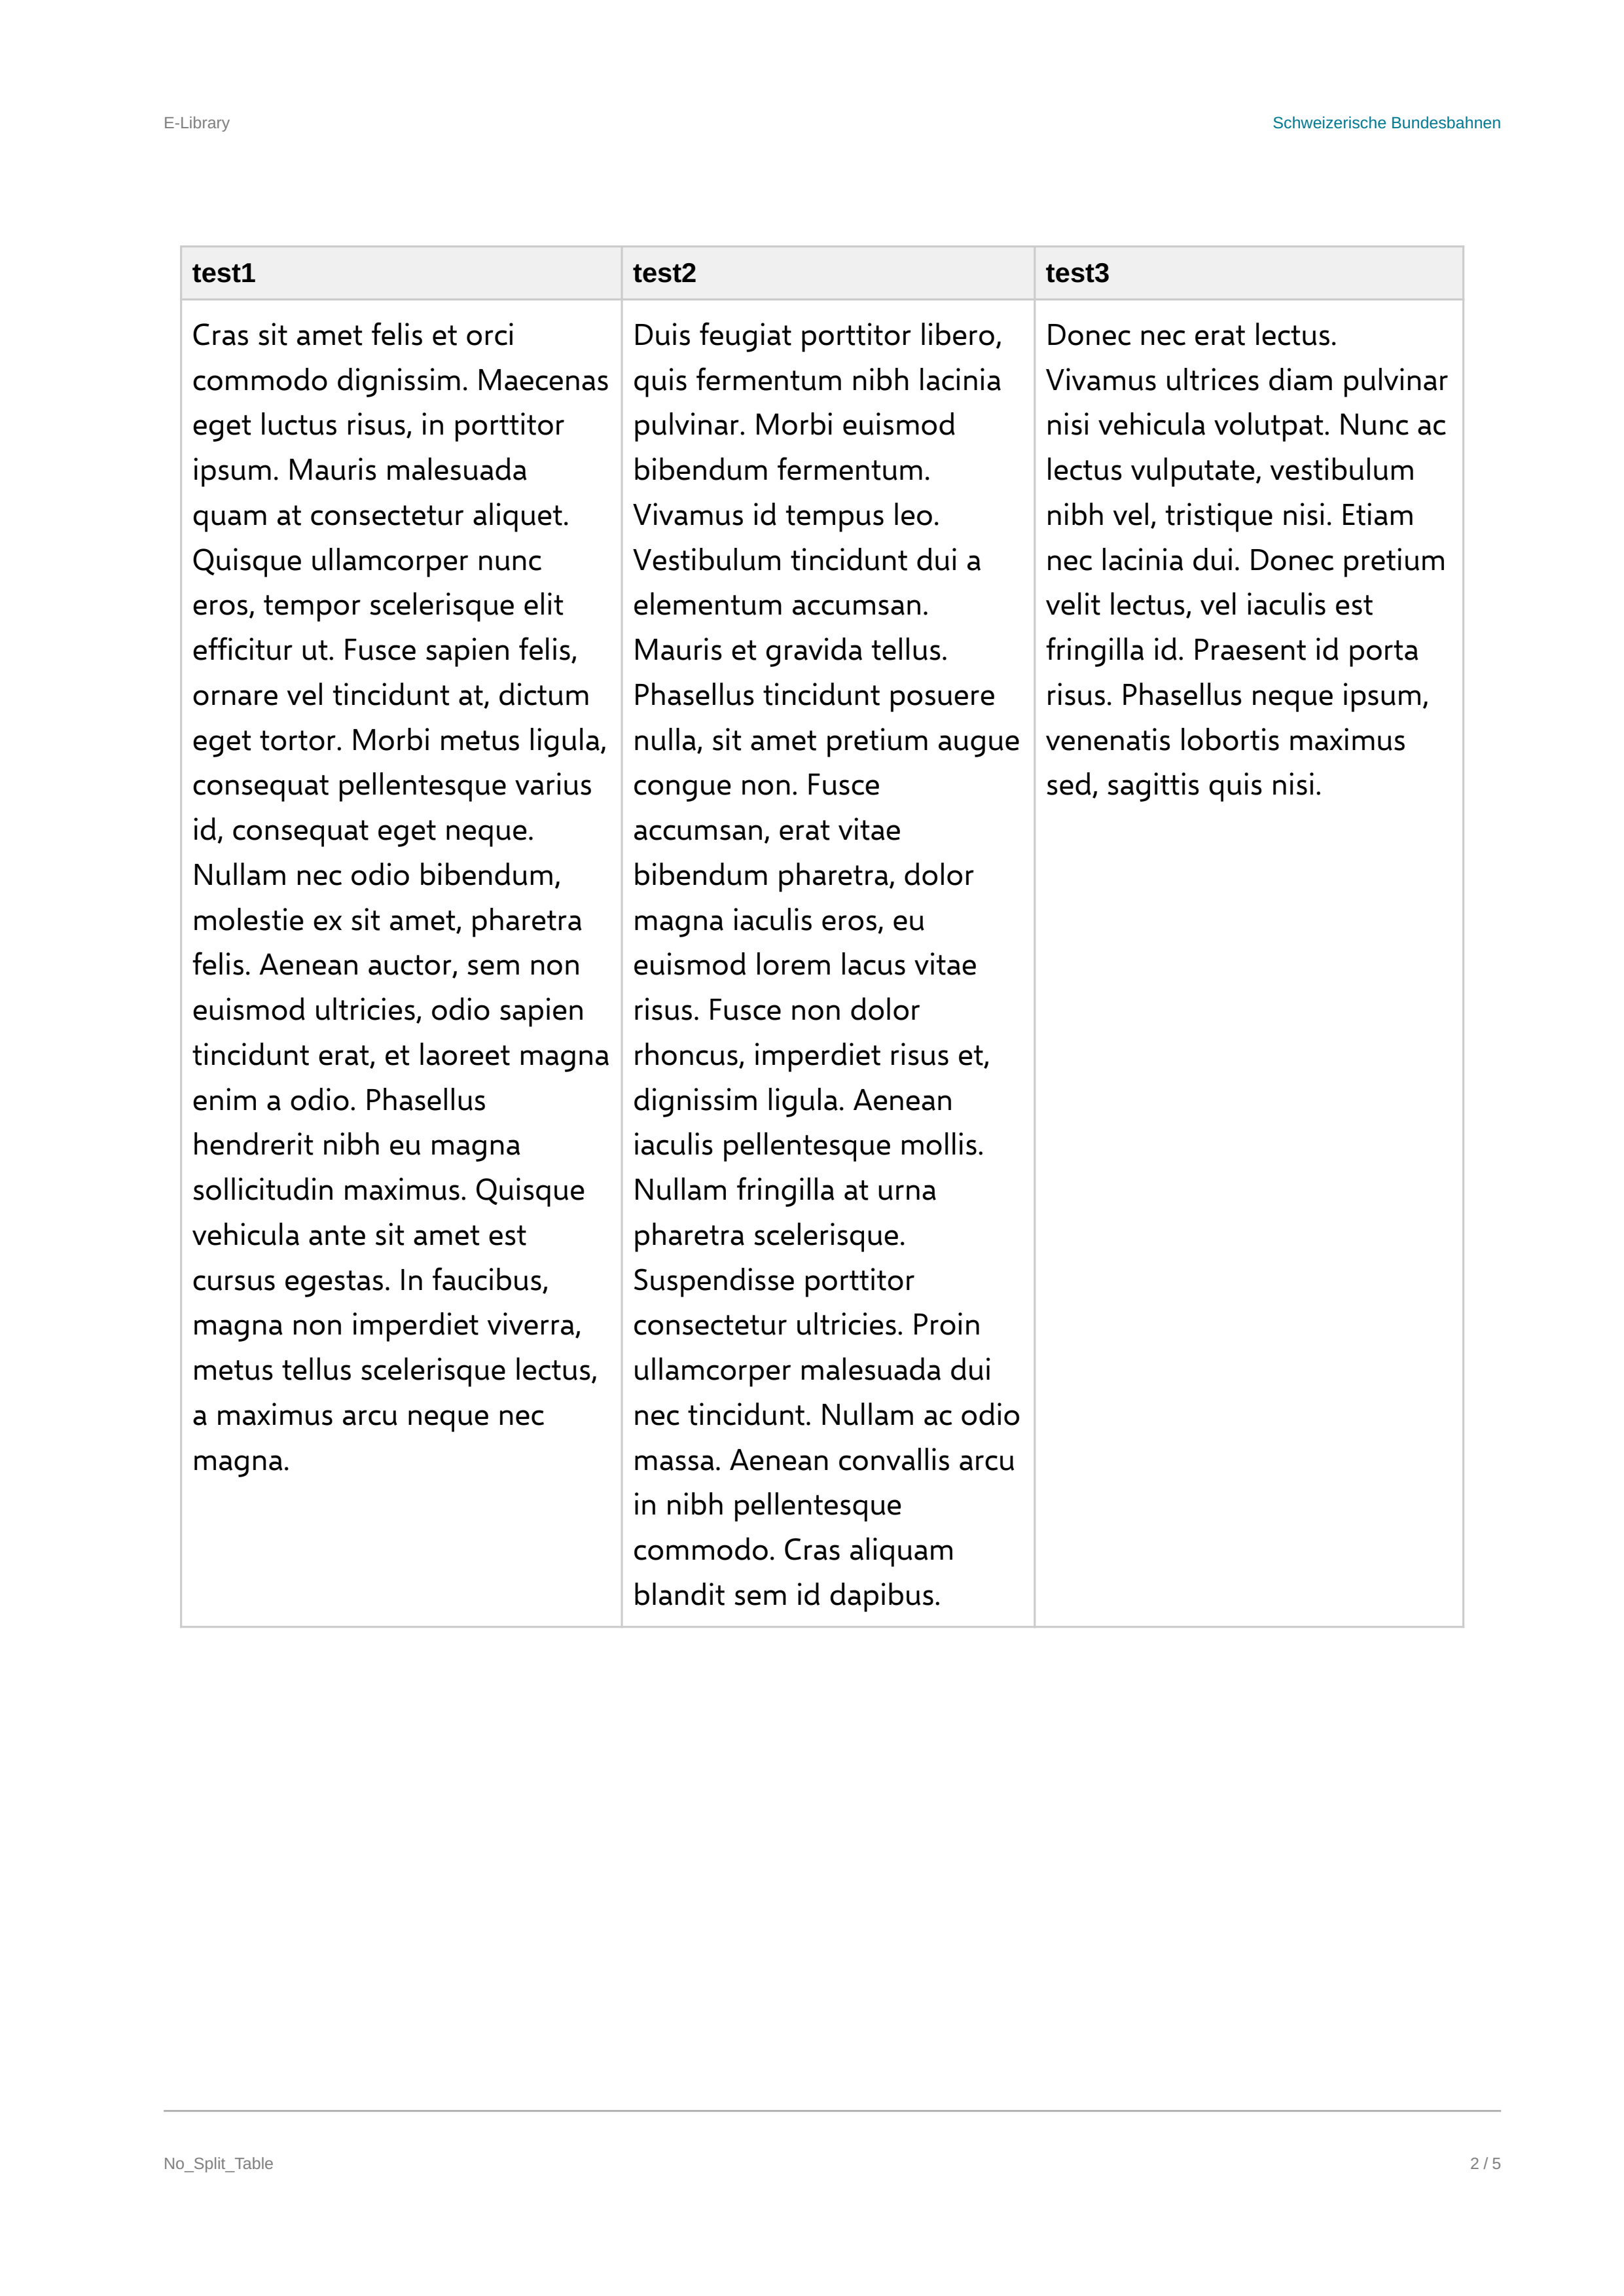 E-Library
Schweizerische Bundesbahnen
test1
test2
test3
Cras sit amet felis et orci
commodo dignissim. Maecenas
eget luctus risus, in porttitor
ipsum. Mauris malesuada
quam at consectetur aliquet.
Quisque ullamcorper nunc
eros, tempor scelerisque elit
efficitur ut. Fusce sapien felis,
ornare vel tincidunt at, dictum
eget tortor. Morbi metus ligula,
consequat pellentesque varius
id, consequat eget neque.
Nullam nec odio bibendum,
molestie ex sit amet, pharetra
felis. Aenean auctor, sem non
euismod ultricies, odio sapien
tincidunt erat, et laoreet magna
enim a odio. Phasellus
hendrerit nibh eu magna
sollicitudin maximus. Quisque
vehicula ante sit amet est
cursus egestas. In faucibus,
magna non imperdiet viverra,
metus tellus scelerisque lectus,
a maximus arcu neque nec
magna.
Duis feugiat porttitor libero,
quis fermentum nibh lacinia
pulvinar. Morbi euismod
bibendum fermentum.
Vivamus id tempus leo.
Vestibulum tincidunt dui a
elementum accumsan.
Mauris et gravida tellus.
Phasellus tincidunt posuere
nulla, sit amet pretium augue
congue non. Fusce
accumsan, erat vitae
bibendum pharetra, dolor
magna iaculis eros, eu
euismod lorem lacus vitae
risus. Fusce non dolor
rhoncus, imperdiet risus et,
dignissim ligula. Aenean
iaculis pellentesque mollis.
Nullam fringilla at urna
pharetra scelerisque.
Suspendisse porttitor
consectetur ultricies. Proin
ullamcorper malesuada dui
nec tincidunt. Nullam ac odio
massa. Aenean convallis arcu
in nibh pellentesque
commodo. Cras aliquam
blandit sem id dapibus.
Donec nec erat lectus.
Vivamus ultrices diam pulvinar
nisi vehicula volutpat. Nunc ac
lectus vulputate, vestibulum
nibh vel, tristique nisi. Etiam
nec lacinia dui. Donec pretium
velit lectus, vel iaculis est
fringilla id. Praesent id porta
risus. Phasellus neque ipsum,
venenatis lobortis maximus
sed, sagittis quis nisi.
No_Split_Table
2 / 5